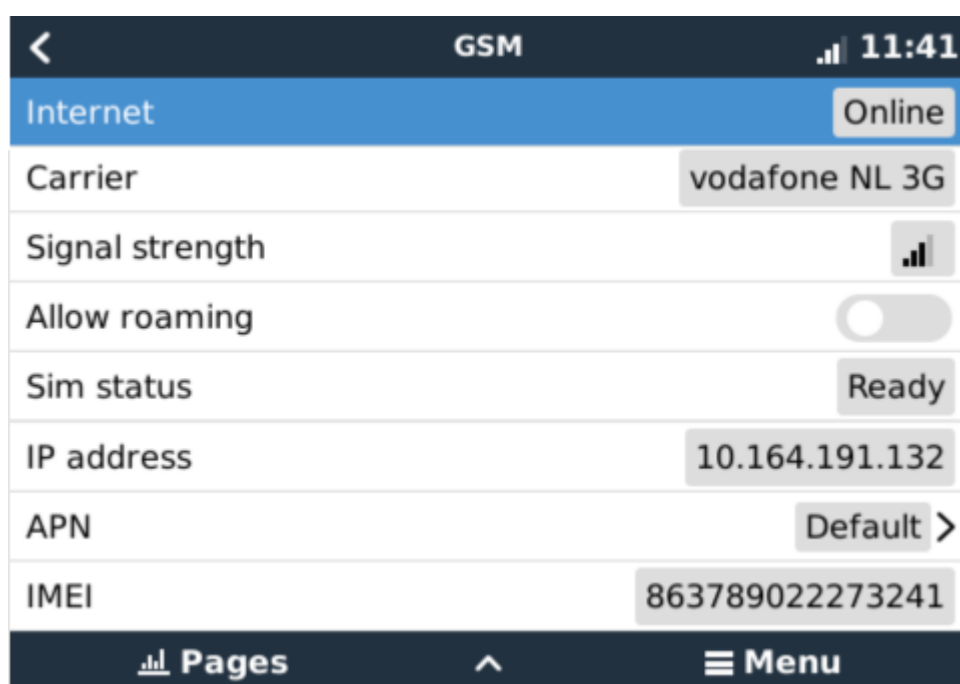 GSM 11:41
Internet Online
Carrier vodafone NL 3G
Signal strength
Allow roaming
Sim status Ready
IP address 10.164.191.132
APN Default
IMEI 863789022273241
Pages Menu